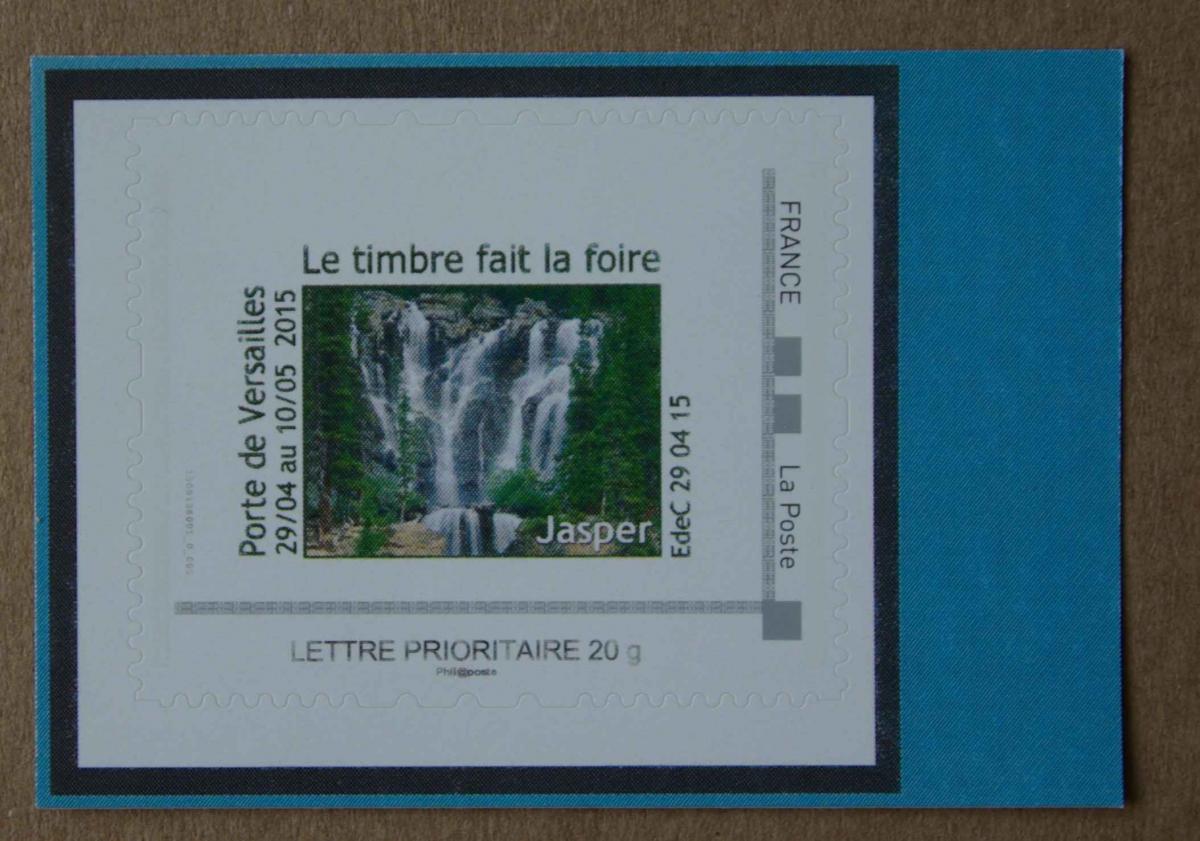 Le timbre fait la foire
Porte de Versailles
29/04 au 10/05 2015
Jasper
EdeC 29 04 15
FRANCE
La Poste
LETTRE PRIORITAIRE 20 g
Phil@poste